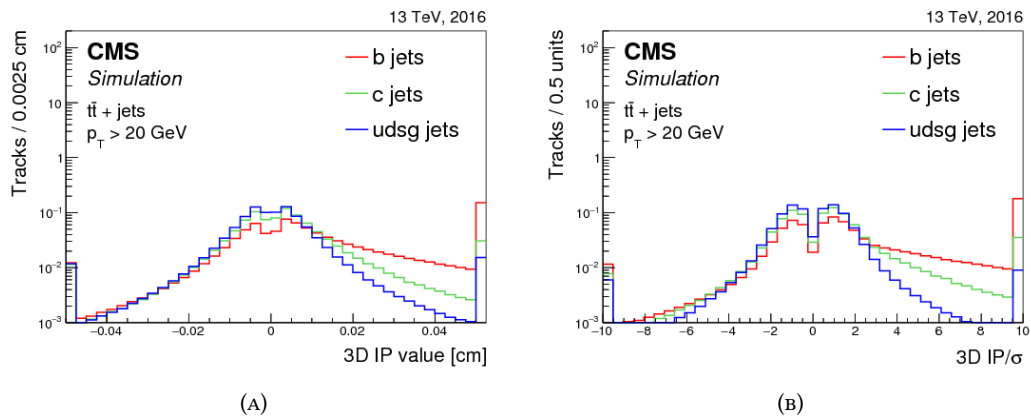 13 TeV, 2016
CMS
Simulation
tt̄ + jets
p_T > 20 GeV
b jets
c jets
udsg jets
Tracks / 0.0025 cm
10²
10
1
10⁻¹
10⁻²
10⁻³
−0.04 −0.02 0 0.02 0.04
3D IP value [cm]
(A)
13 TeV, 2016
CMS
Simulation
tt̄ + jets
p_T > 20 GeV
b jets
c jets
udsg jets
Tracks / 0.5 units
10²
10
1
10⁻¹
10⁻²
10⁻³
−10 −8 −6 −4 −2 0 2 4 6 8 10
3D IP/σ
(B)